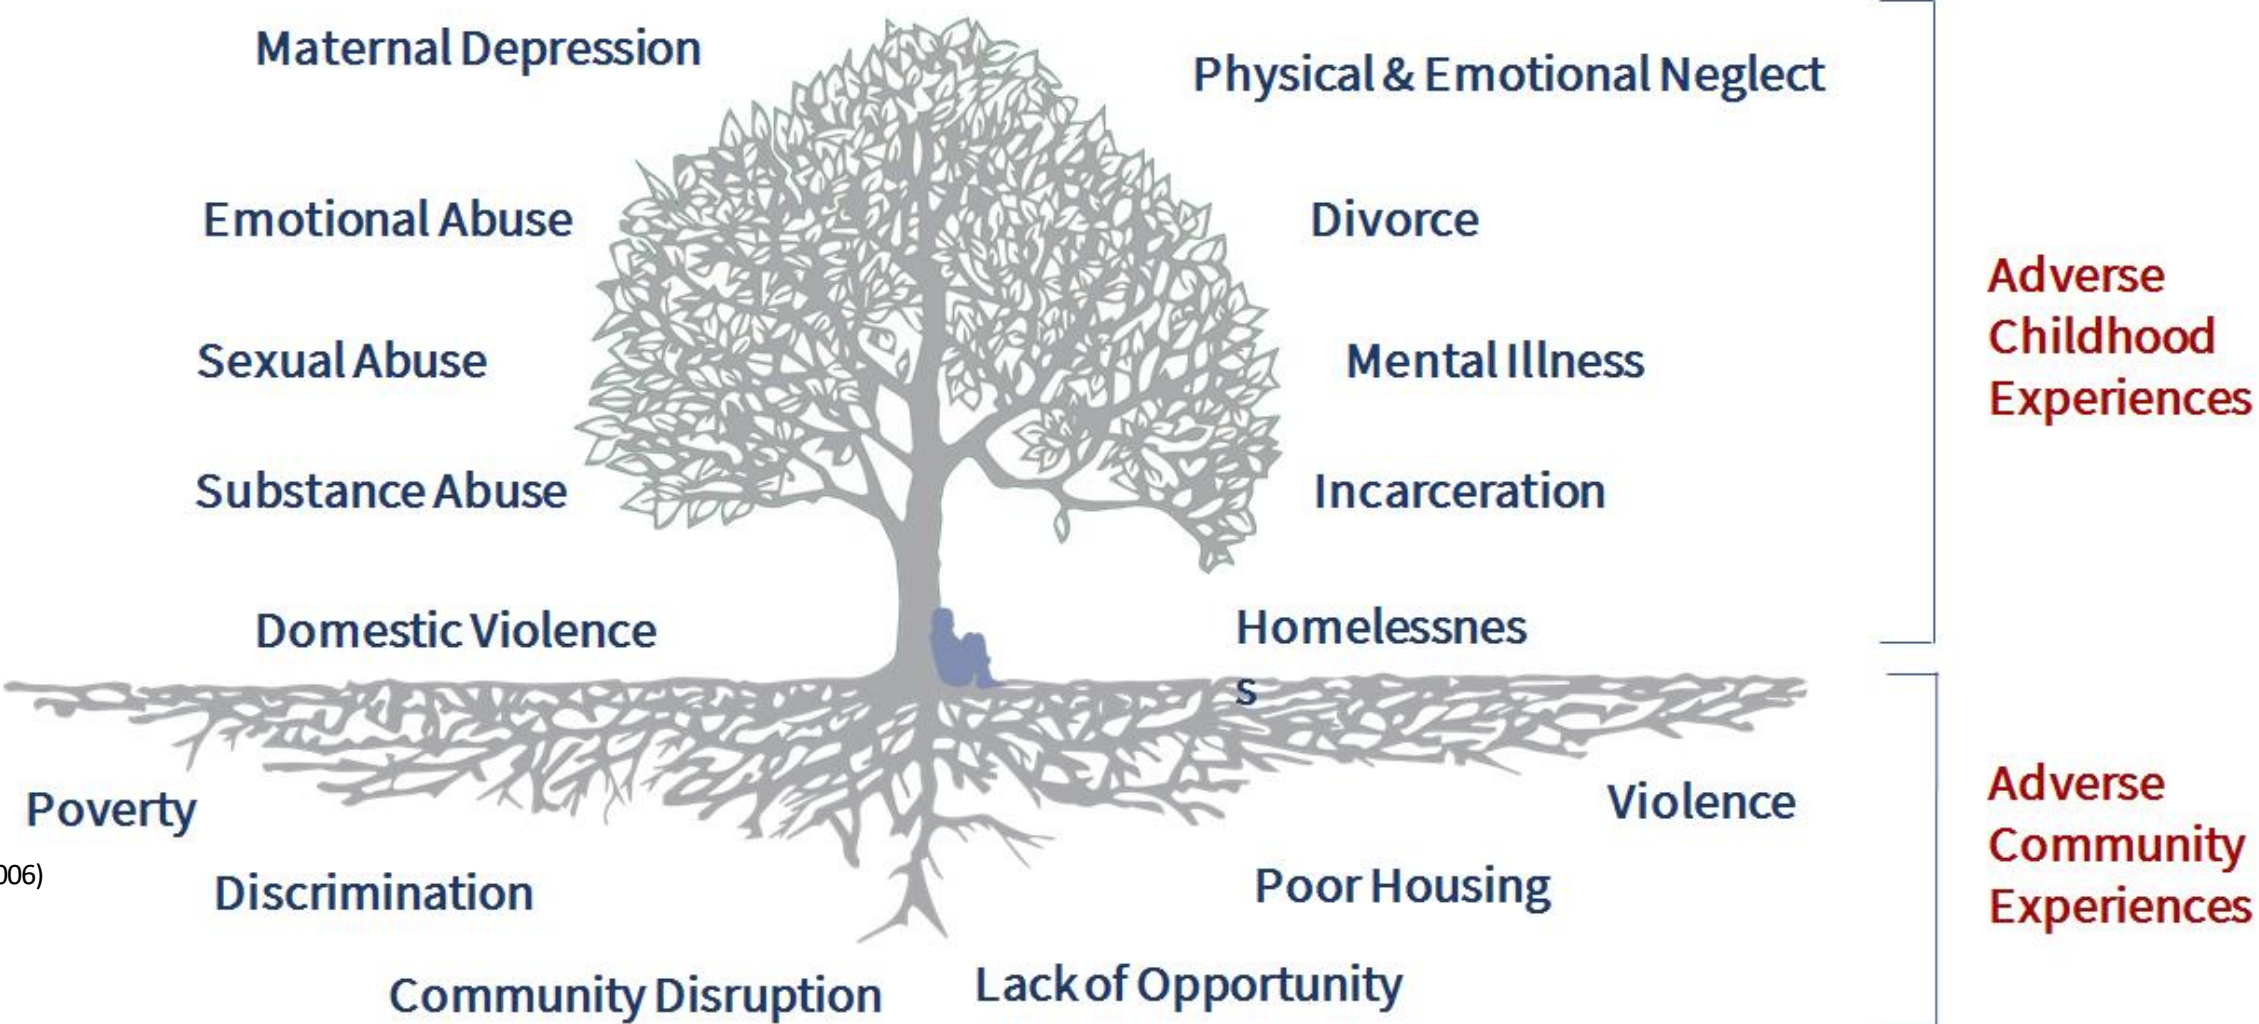 Maternal Depression
Physical & Emotional Neglect
Emotional Abuse
Divorce
Adverse
Childhood
Experiences
Sexual Abuse
Mental Illness
Substance Abuse
Incarceration
Domestic Violence
Homelessnes
s
Poverty
Violence
Adverse
Community
Experiences
006)
Discrimination
Poor Housing
Community Disruption
Lack of Opportunity